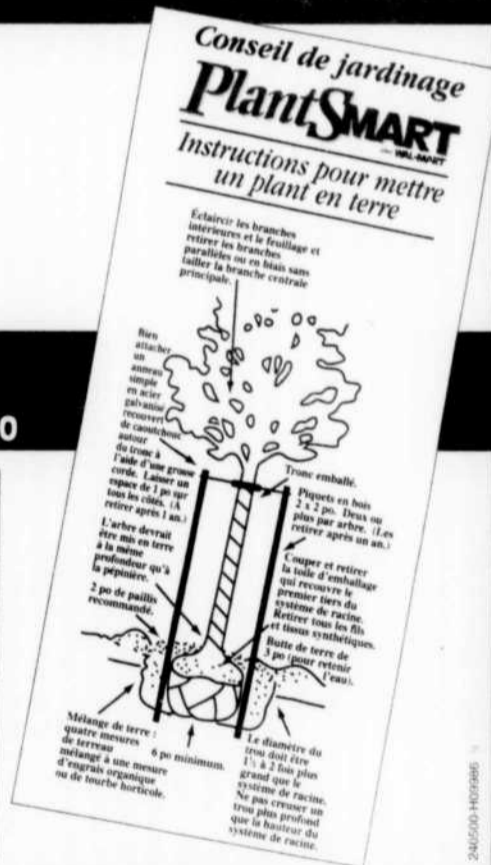 Conseil de jardinage
PlantSMART
WAL-MART
Instructions pour mettre
un plant en terre
Éclaircir les branches
intérieures et le feuillage et
retirer les branches
parallèles ou en biais sans
tailler la branche centrale
principale.
Bien
attacher
un
anneau
simple
en acier
galvanisé
recouvert
de caoutchouc
autour
du tronc à
l'aide d'une grosse
corde. Laisser un
espace de 1 po sur
tous les côtés. (À
retirer après 1 an.)
Tronc emballé.
Piquets en bois
2 x 2 po. Deux ou
plus par arbre. (Les
retirer après un an.)
L'arbre devrait
être mis en terre
à la même
profondeur qu'à
la pépinière.
Couper et retirer
la toile d'emballage
qui recouvre le
premier tiers du
système de racine.
Retirer tous les fils
et tissus synthétiques.
2 po de paillis
recommandé.
Butte de terre de
3 po (pour retenir
l'eau).
Mélange de terre :
quatre mesures
de terreau
mélangé à une mesure
d'engrais organique
ou de tourbe horticole.
6 po minimum.
Le diamètre du
trou doit être
1½ à 2 fois plus
grand que le
système de racine.
Ne pas creuser un
trou plus profond
que la hauteur du
système de racine.
0
240500-H09986